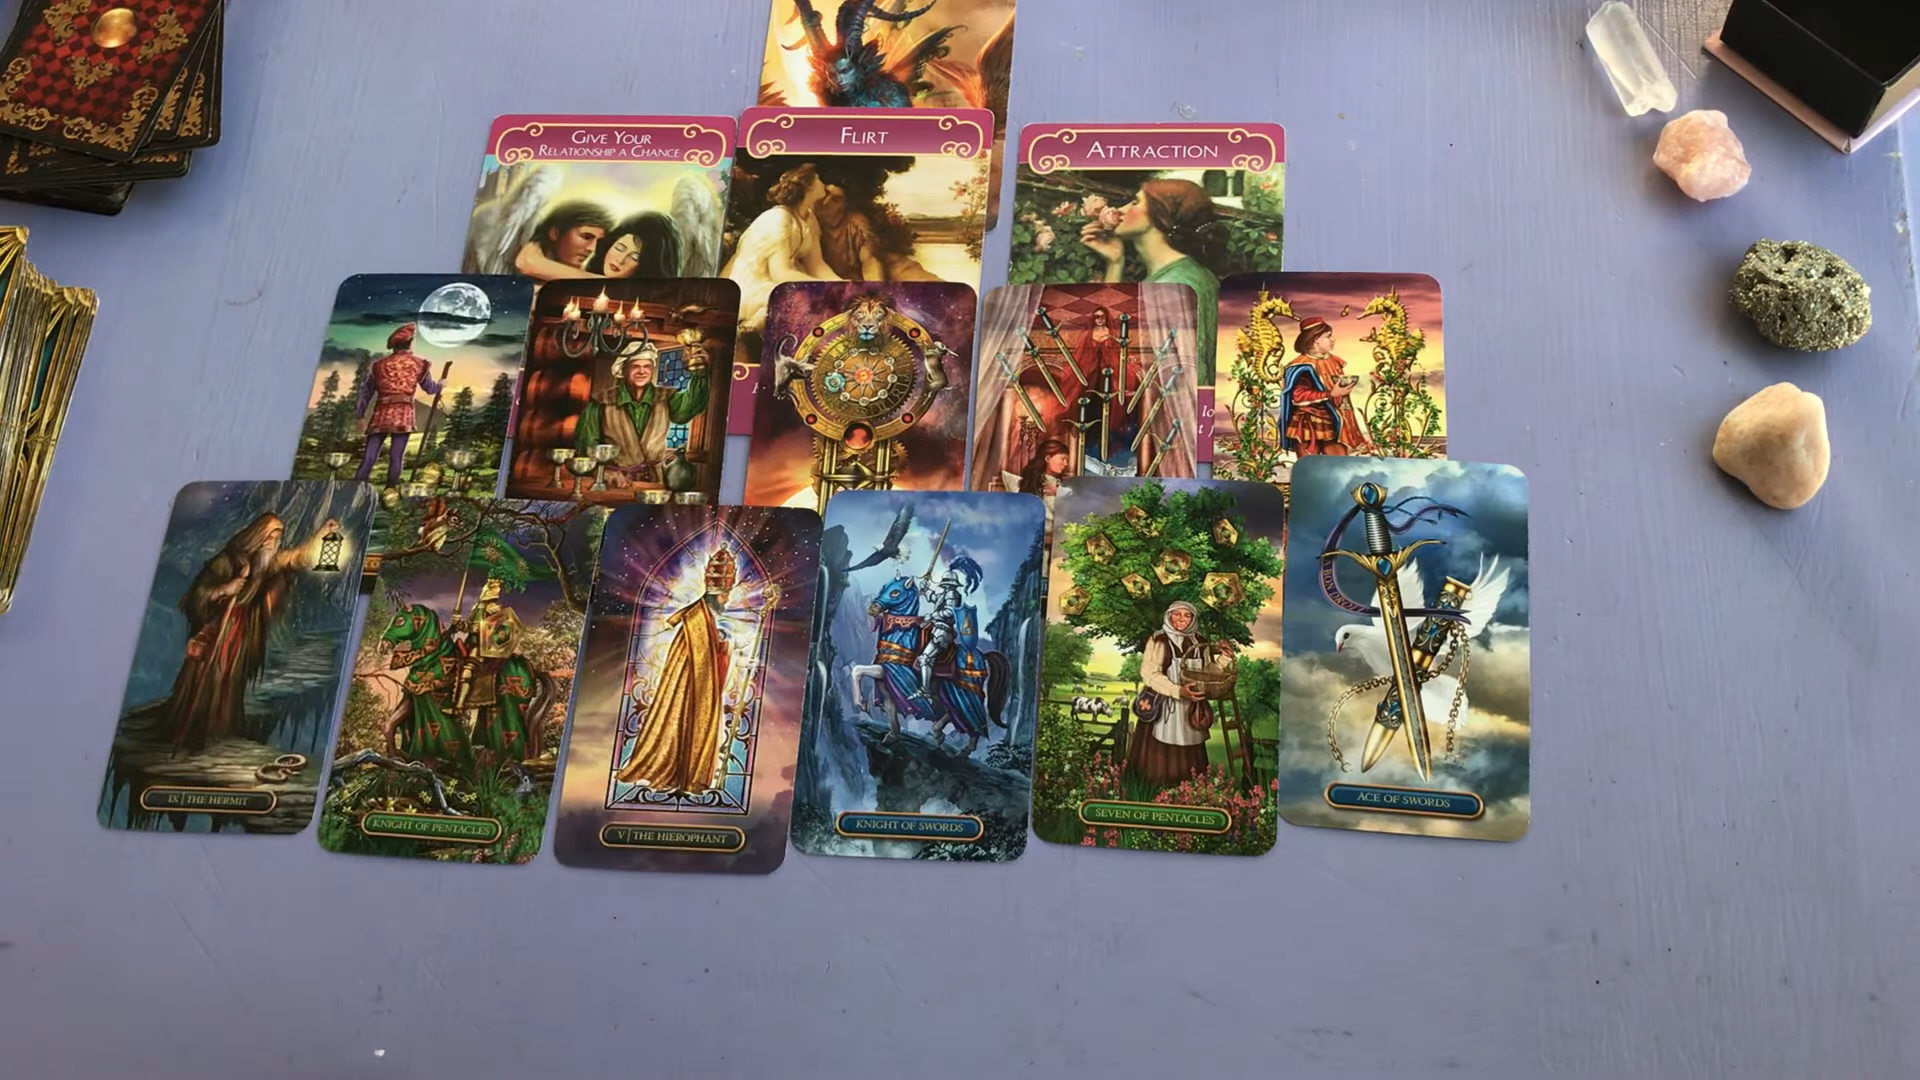 GIVE YOUR
RELATIONSHIP A CHANCE
FLIRT
ATTRACTION
IX THE HERMIT
KNIGHT OF PENTACLES
V THE HIEROPHANT
KNIGHT OF SWORDS
SEVEN OF PENTACLES
ACE OF SWORDS